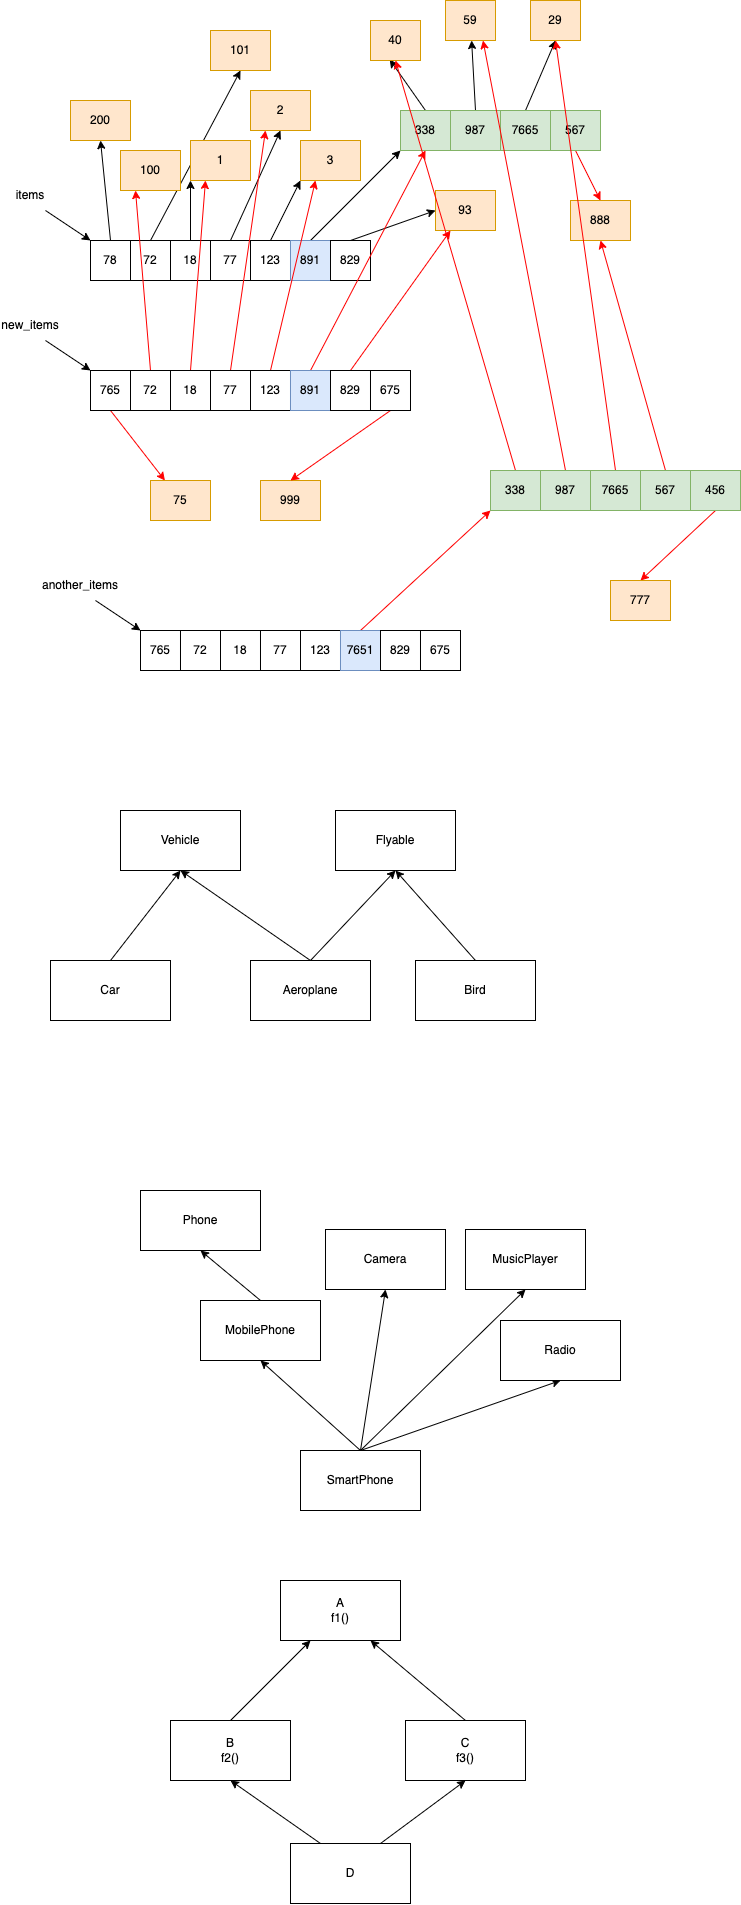 59
29
40
101
200
2
338 987 7665 567
100
1
3
items
93
888
78 72 18 77 123 891 829
new_items
765 72 18 77 123 891 829 675
75
999
338 987 7665 567 456
another_items
777
765 72 18 77 123 7651 829 675
Vehicle
Flyable
Car
Aeroplane
Bird
Phone
Camera
MusicPlayer
MobilePhone
Radio
SmartPhone
A
f1()
B
f2()
C
f3()
D